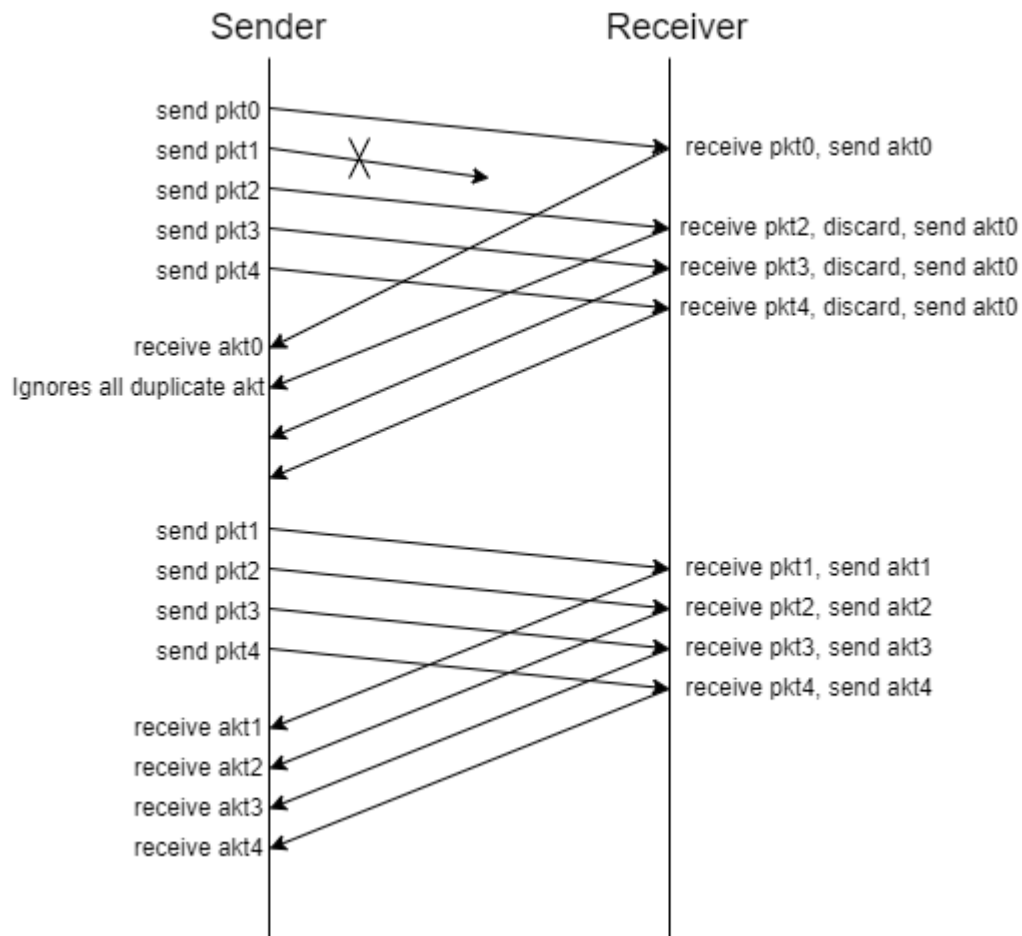 Sender
Receiver
send pkt0
receive pkt0, send akt0
send pkt1
send pkt2
receive pkt2, discard, send akt0
send pkt3
receive pkt3, discard, send akt0
send pkt4
receive pkt4, discard, send akt0
receive akt0
Ignores all duplicate akt
send pkt1
receive pkt1, send akt1
send pkt2
receive pkt2, send akt2
send pkt3
receive pkt3, send akt3
send pkt4
receive pkt4, send akt4
receive akt1
receive akt2
receive akt3
receive akt4